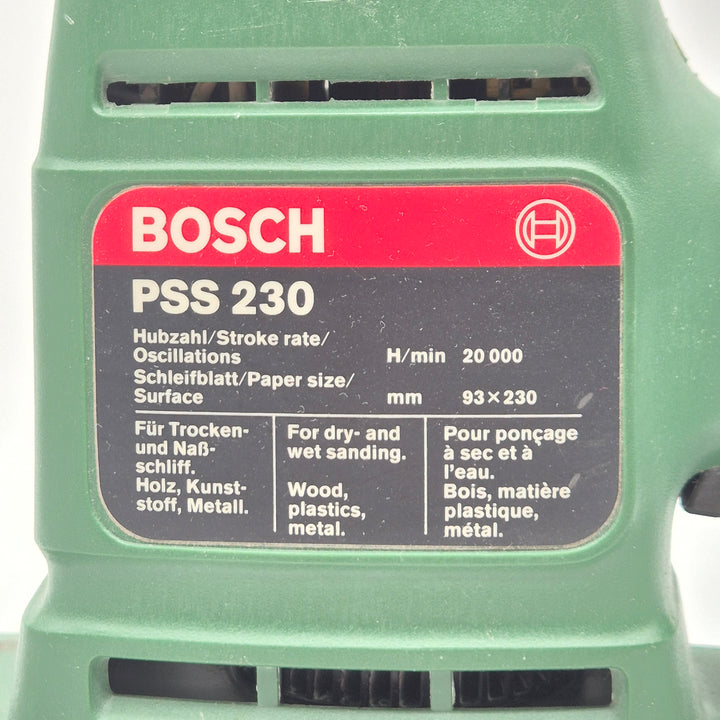 BOSCH
PSS 230
Hubzahl/Stroke rate/
Oscillations H/min 20 000
Schleifblatt/Paper size/
Surface mm 93×230
Für Trocken-
und Naß-
schliff.
Holz, Kunst-
stoff, Metall.
For dry- and
wet sanding.
Wood,
plastics,
metal.
Pour ponçage
à sec et à
l'eau.
Bois, matière
plastique,
métal.